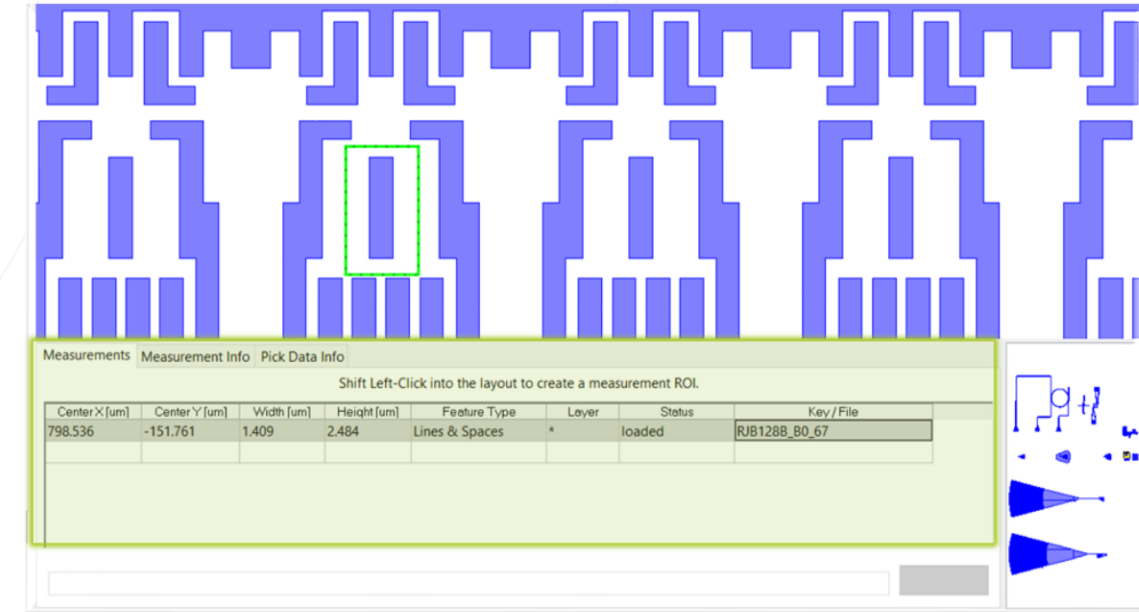 Measurements Measurement Info Pick Data Info
Shift Left-Click into the layout to create a measurement ROI.
Center X [um] Center Y [um] Width [um] Height [um] Feature Type Layer Status Key / File
798.536 -151.761 1.409 2.484 Lines & Spaces * loaded RJB128B_B0_67